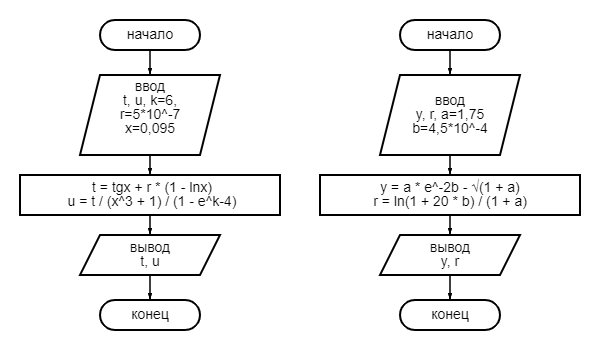 начало
ввод
t, u, k=6,
r=5*10^-7
x=0,095
t = tgx + r * (1 - lnx)
u = t / (x^3 + 1) / (1 - e^k-4)
вывод
t, u
конец
начало
ввод
y, r, a=1,75
b=4,5*10^-4
y = a * e^-2b - √(1 + a)
r = ln(1 + 20 * b) / (1 + a)
вывод
y, r
конец